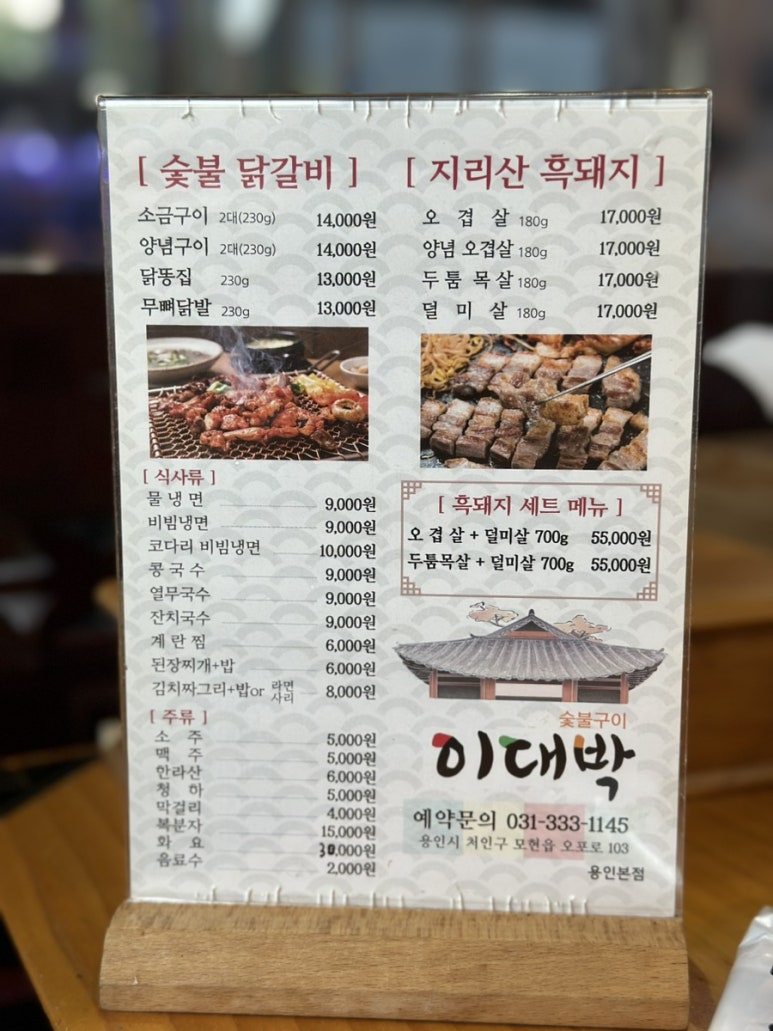 [ 숯불 닭갈비 ]
소금구이 2대(230g) 14,000원
양념구이 2대(230g) 14,000원
닭똥집 230g 13,000원
무뼈닭발 230g 13,000원
[ 식사류 ]
물냉면 9,000원
비빔냉면 9,000원
코다리 비빔냉면 10,000원
콩국수 9,000원
열무국수 9,000원
잔치국수 9,000원
계란찜 6,000원
된장찌개+밥 6,000원
김치짜그리+밥or 라면사리 8,000원
[ 주류 ]
소 주 5,000원
맥 주 5,000원
한라산 6,000원
청 하 5,000원
막걸리 4,000원
복분자 15,000원
화 요 30,000원
음료수 2,000원
[ 지리산 흑돼지 ]
오 겹 살 180g 17,000원
양념 오겹살 180g 17,000원
두툼 목살 180g 17,000원
덜 미 살 180g 17,000원
[ 흑돼지 세트 메뉴 ]
오 겹 살 + 덜미살 700g 55,000원
두툼목살 + 덜미살 700g 55,000원
숯불구이
이대박
예약문의 031-333-1145
용인시 처인구 모현읍 오포로 103
용인본점